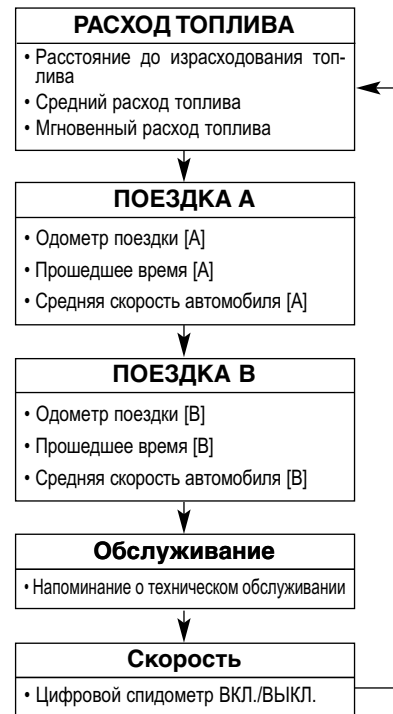 РАСХОД ТОПЛИВА
• Расстояние до израсходования топ-
лива
• Средний расход топлива
• Мгновенный расход топлива
ПОЕЗДКА А
• Одометр поездки [A]
• Прошедшее время [A]
• Средняя скорость автомобиля [A]
ПОЕЗДКА В
• Одометр поездки [B]
• Прошедшее время [B]
• Средняя скорость автомобиля [B]
Обслуживание
• Напоминание о техническом обслуживании
Скорость
• Цифровой спидометр ВКЛ./ВЫКЛ.